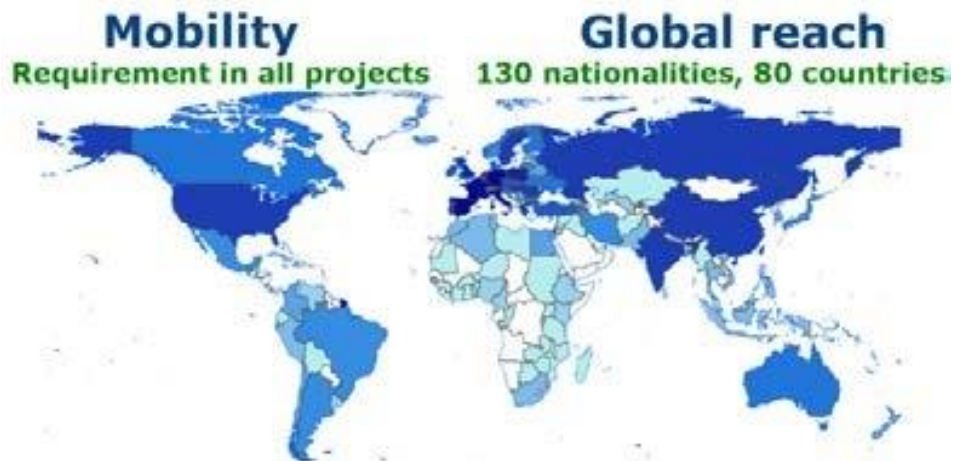 Mobility
Requirement in all projects
Global reach
130 nationalities, 80 countries